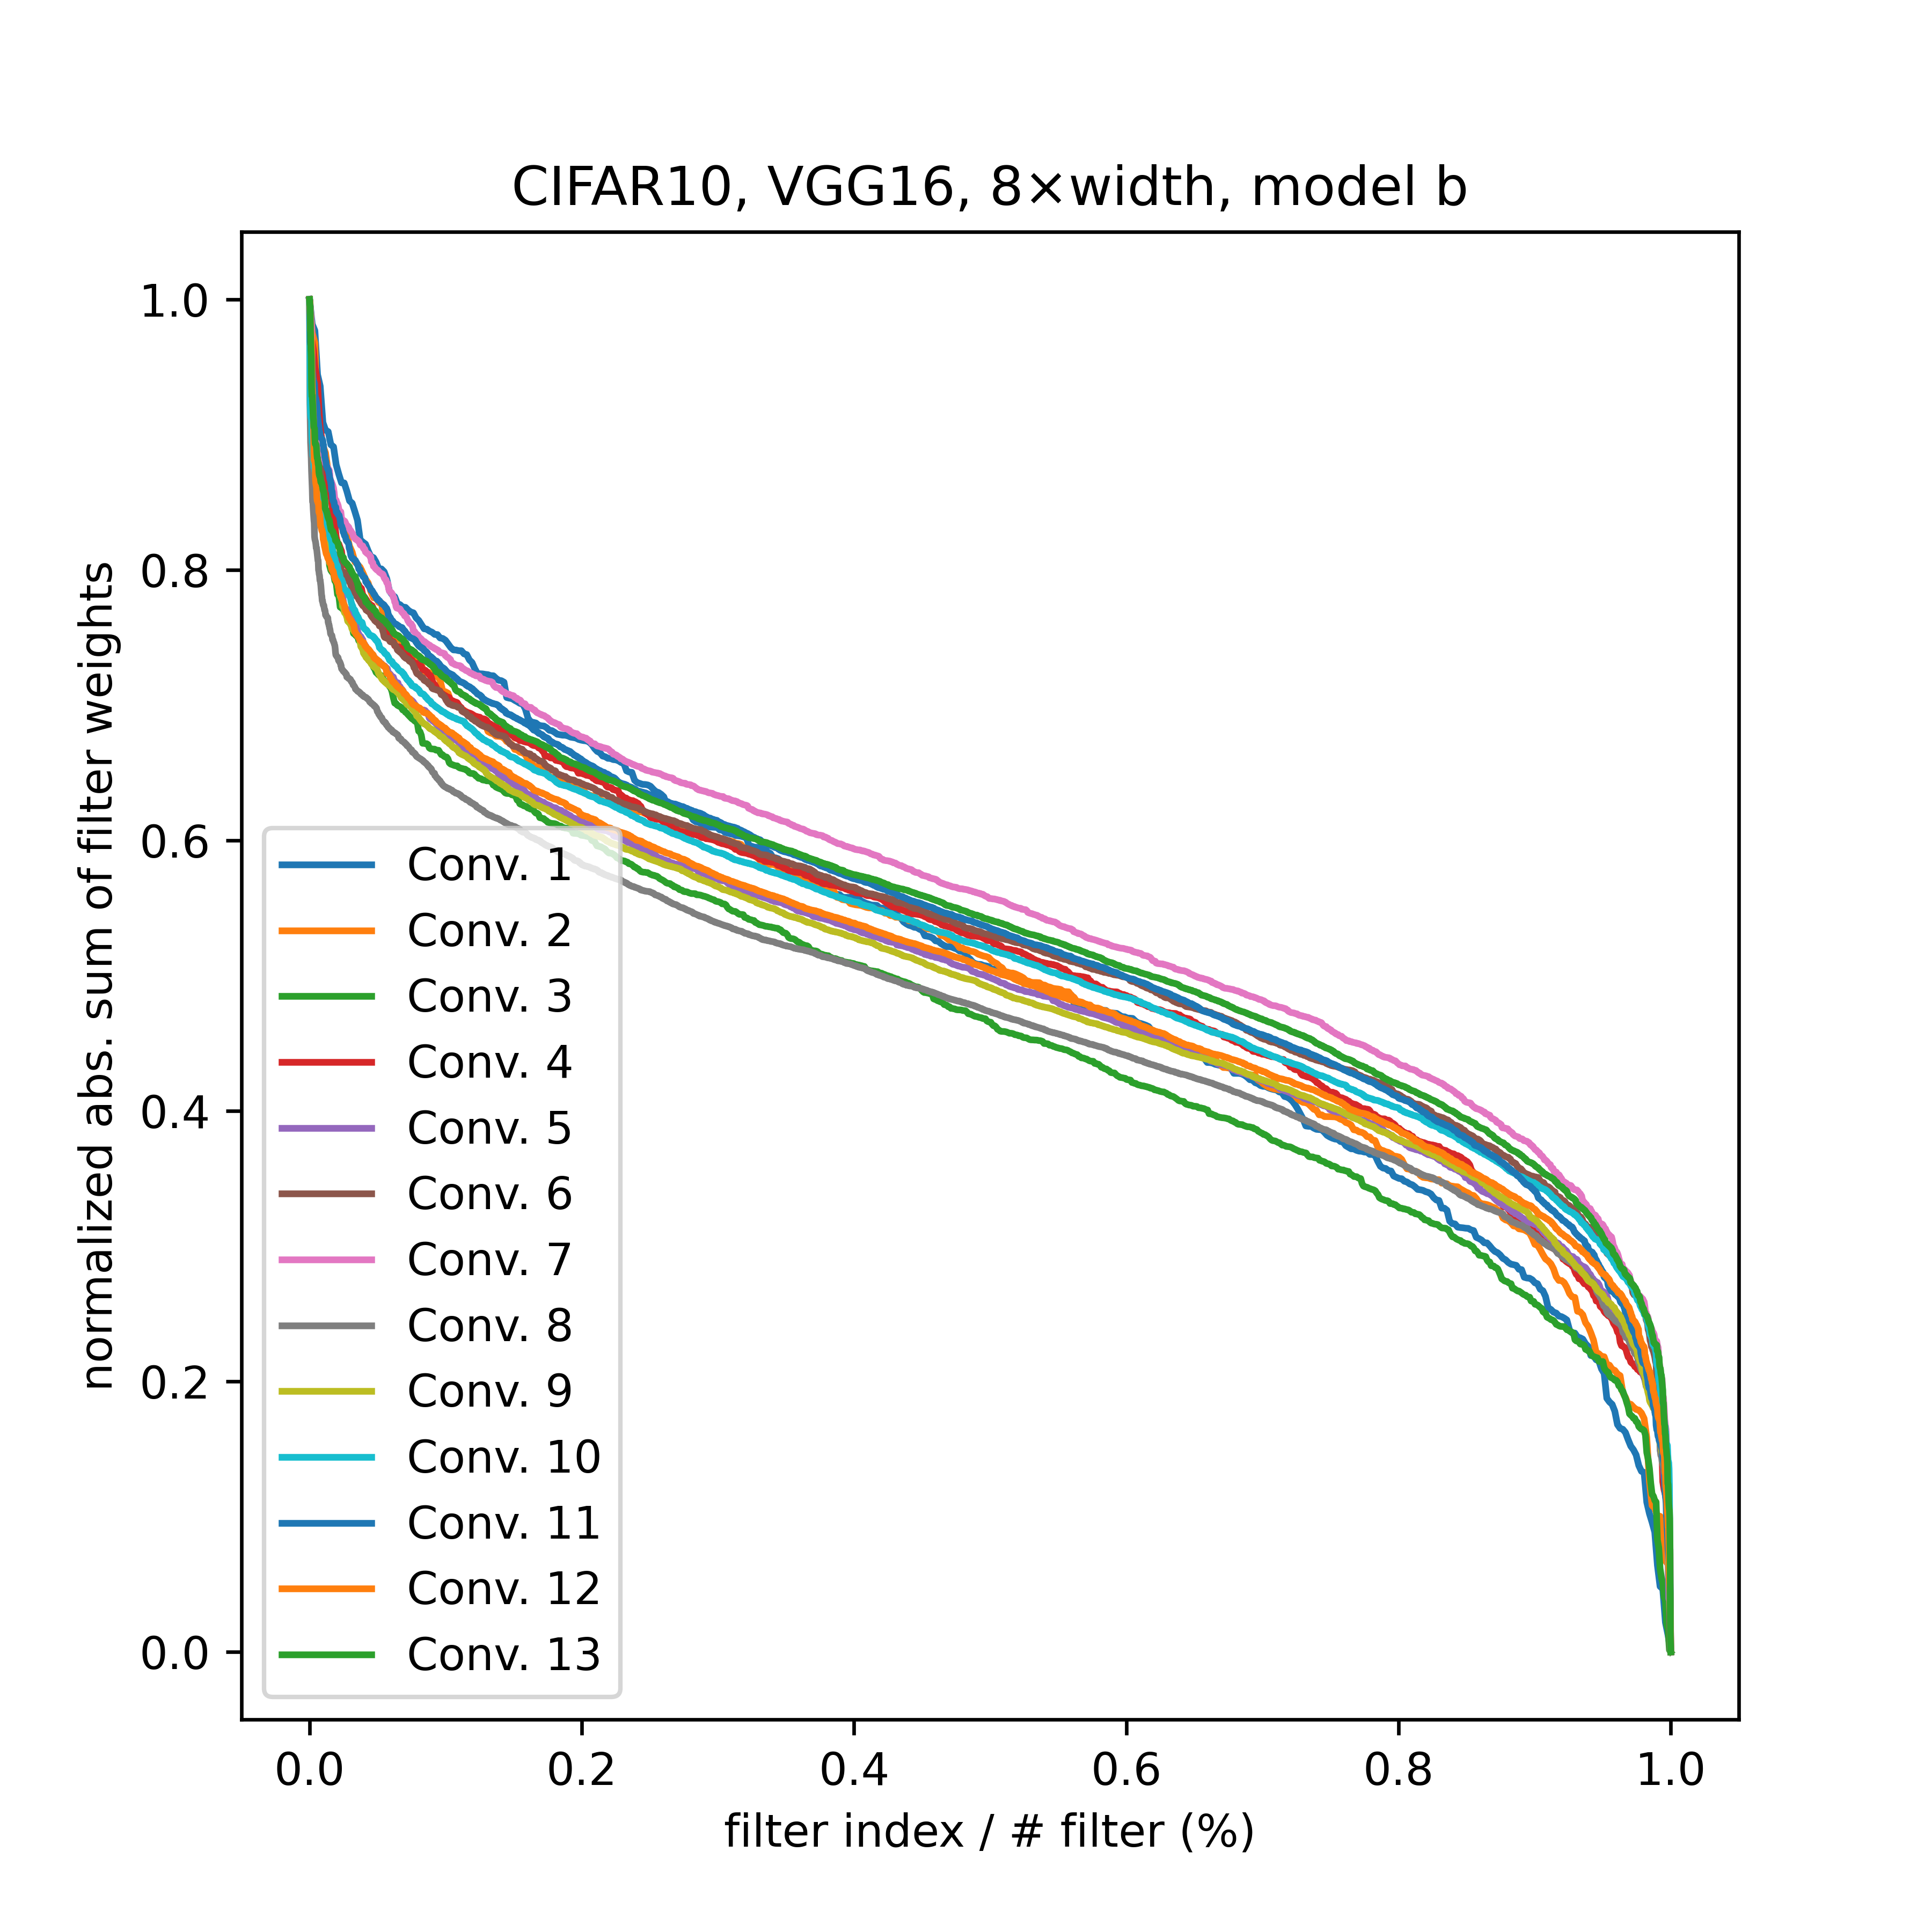 CIFAR10, VGG16, 8×width, model b
normalized abs. sum of filter weights
1.0
0.8
0.6
0.4
0.2
0.0
Conv. 1
Conv. 2
Conv. 3
Conv. 4
Conv. 5
Conv. 6
Conv. 7
Conv. 8
Conv. 9
Conv. 10
Conv. 11
Conv. 12
Conv. 13
0.0 0.2 0.4 0.6 0.8 1.0
filter index / # filter (%)